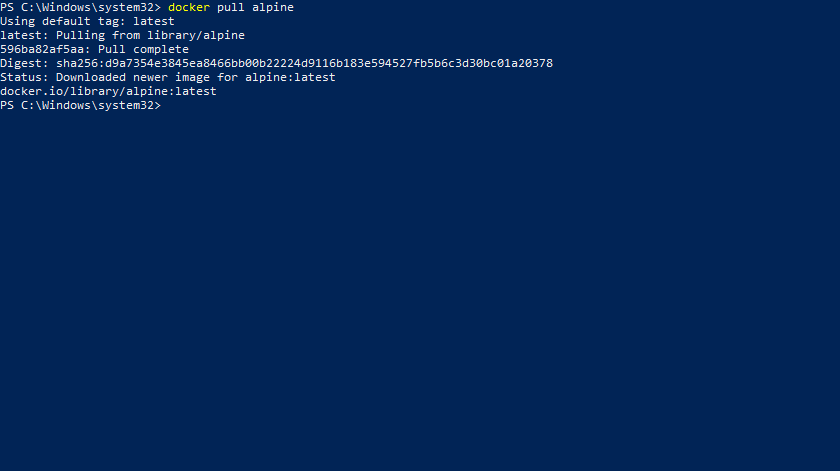 PS C:\Windows\system32> docker pull alpine
Using default tag: latest
latest: Pulling from library/alpine
596ba82af5aa: Pull complete
Digest: sha256:d9a7354e3845ea8466bb00b22224d9116b183e594527fb5b6c3d30bc01a20378
Status: Downloaded newer image for alpine:latest
docker.io/library/alpine:latest
PS C:\Windows\system32>